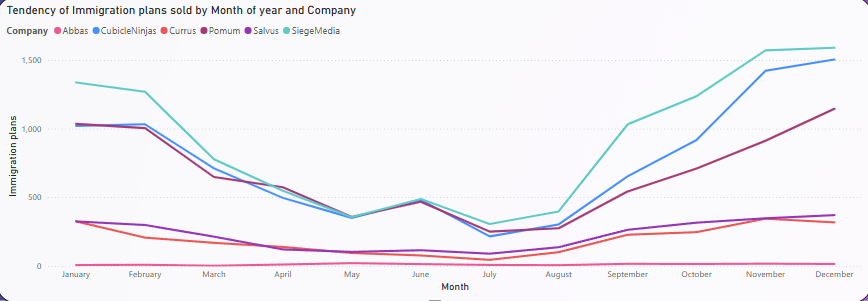 Tendency of Immigration plans sold by Month of year and Company
Company Abbas CubicleNinjas Currus Pomum Salvus SiegeMedia
Immigration plans
1,500
1,000
500
0
January February March April May June July August September October November December
Month